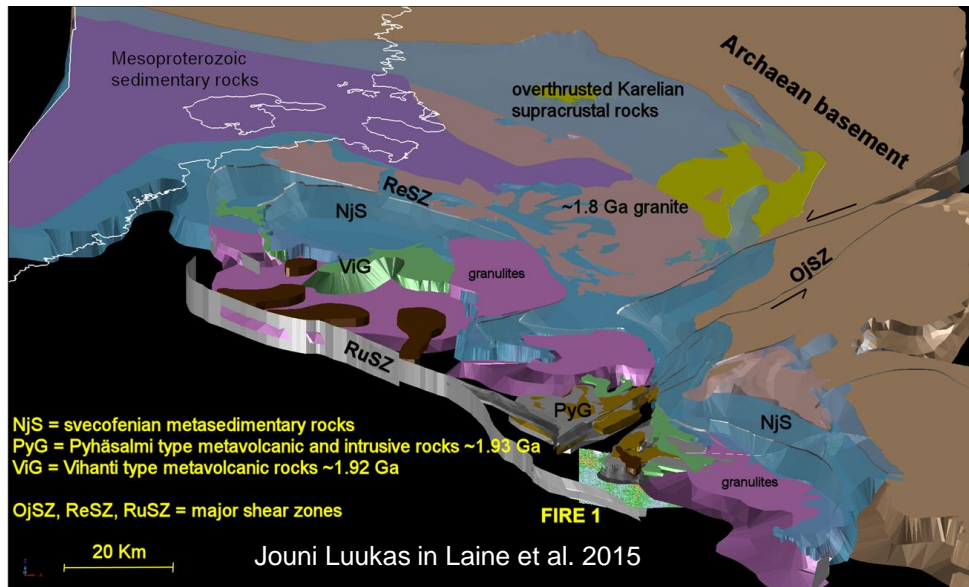 Mesoproterozoic
sedimentary rocks
overthrusted Karelian
supracrustal rocks
Archaean basement
ReSZ
NjS
~1.8 Ga granite
ViG
granulites
OjSZ
RuSZ
PyG
NjS
granulites
NjS = svecofenian metasedimentary rocks
PyG = Pyhäsalmi type metavolcanic and intrusive rocks ~1.93 Ga
ViG = Vihanti type metavolcanic rocks ~1.92 Ga
OjSZ, ReSZ, RuSZ = major shear zones
FIRE 1
20 Km
Jouni Luukas in Laine et al. 2015